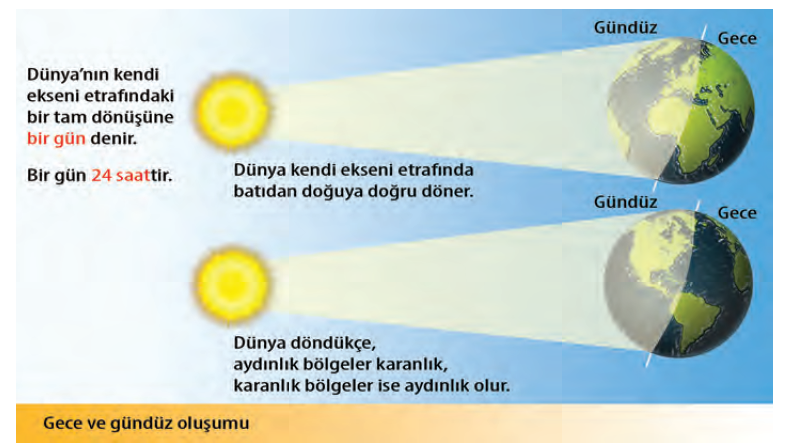 Dünya'nın kendi
ekseni etrafındaki
bir tam dönüşüne
bir gün denir.
Bir gün 24 saattir.
Gündüz
Gece
Dünya kendi ekseni etrafında
batıdan doğuya doğru döner.
Gündüz
Gece
Dünya döndükçe,
aydınlık bölgeler karanlık,
karanlık bölgeler ise aydınlık olur.
Gece ve gündüz oluşumu